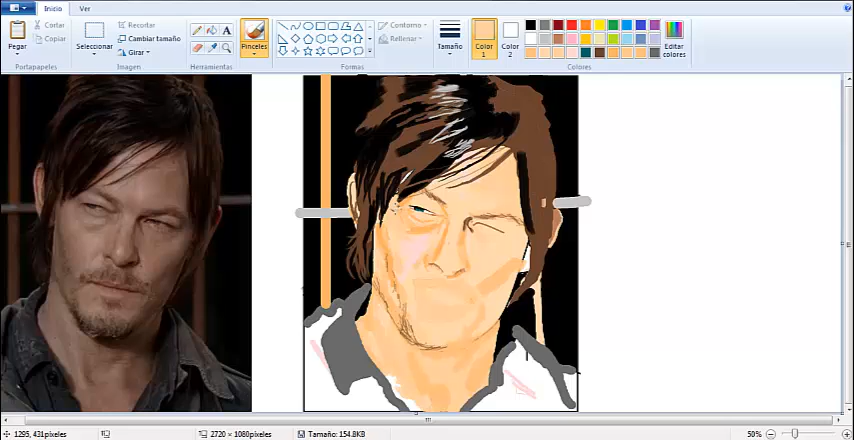 Inicio Ver
Pegar
Cortar
Copiar
Portapapeles
Seleccionar
Recortar
Cambiar tamaño
Girar
Imagen
A
Herramientas
Pinceles
Contorno
Rellenar
Formas
Tamaño
Color 1
Color 2
Editar colores
Colores
1295, 431píxeles
2720 × 1080píxeles
Tamaño: 154.8KB
50%